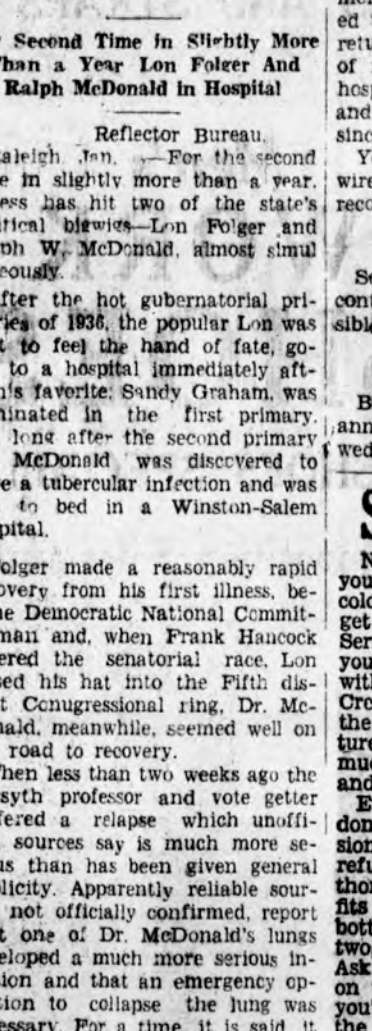 Second Time in Slightly More
Than a Year Lon Folger And
Ralph McDonald in Hospital
Reflector Bureau.
aleigh Jan. —For the second
e in slightly more than a year.
ess has hit two of the state's
itical bigwigs—Lon Folger and
ph W. McDonald, almost simul
eously.
fter the hot gubernatorial pri-
ries of 1936, the popular Lon was
t to feel the hand of fate, go-
to a hospital immediately aft-
n's favorite; Sandy Graham, was
minated in the first primary.
long after the second primary
McDonald was discovered to
e a tubercular infection and was
to bed in a Winston-Salem
pital.
olger made a reasonably rapid
overy from his first illness, be-
ne Democratic National Commit-
man and, when Frank Hancock
ered the senatorial race, Lon
sed his hat into the Fifth dis-
t Conugressional ring, Dr. Mc-
nald, meanwhile, seemed well on
road to recovery.
hen less than two weeks ago the
syth professor and vote getter
fered a relapse which unoffi-
sources say is much more se-
us than has been given general
licity. Apparently reliable sour-
not officially confirmed, report
t one of Dr. McDonald's lungs
eloped a much more serious in-
ion and that an emergency op-
tion to collapse the lung was
essary. For a time, it is said, it
ed
retu
of
hosp
and
sinc
Y
wire
reco
Se
cont
sibl
B
ann
wed
N
you
cold
get
Ser
you
with
Cre
the
ture
muc
and
E
don
sion
refu
thor
fits
bott
two
Ask
on
you'
the